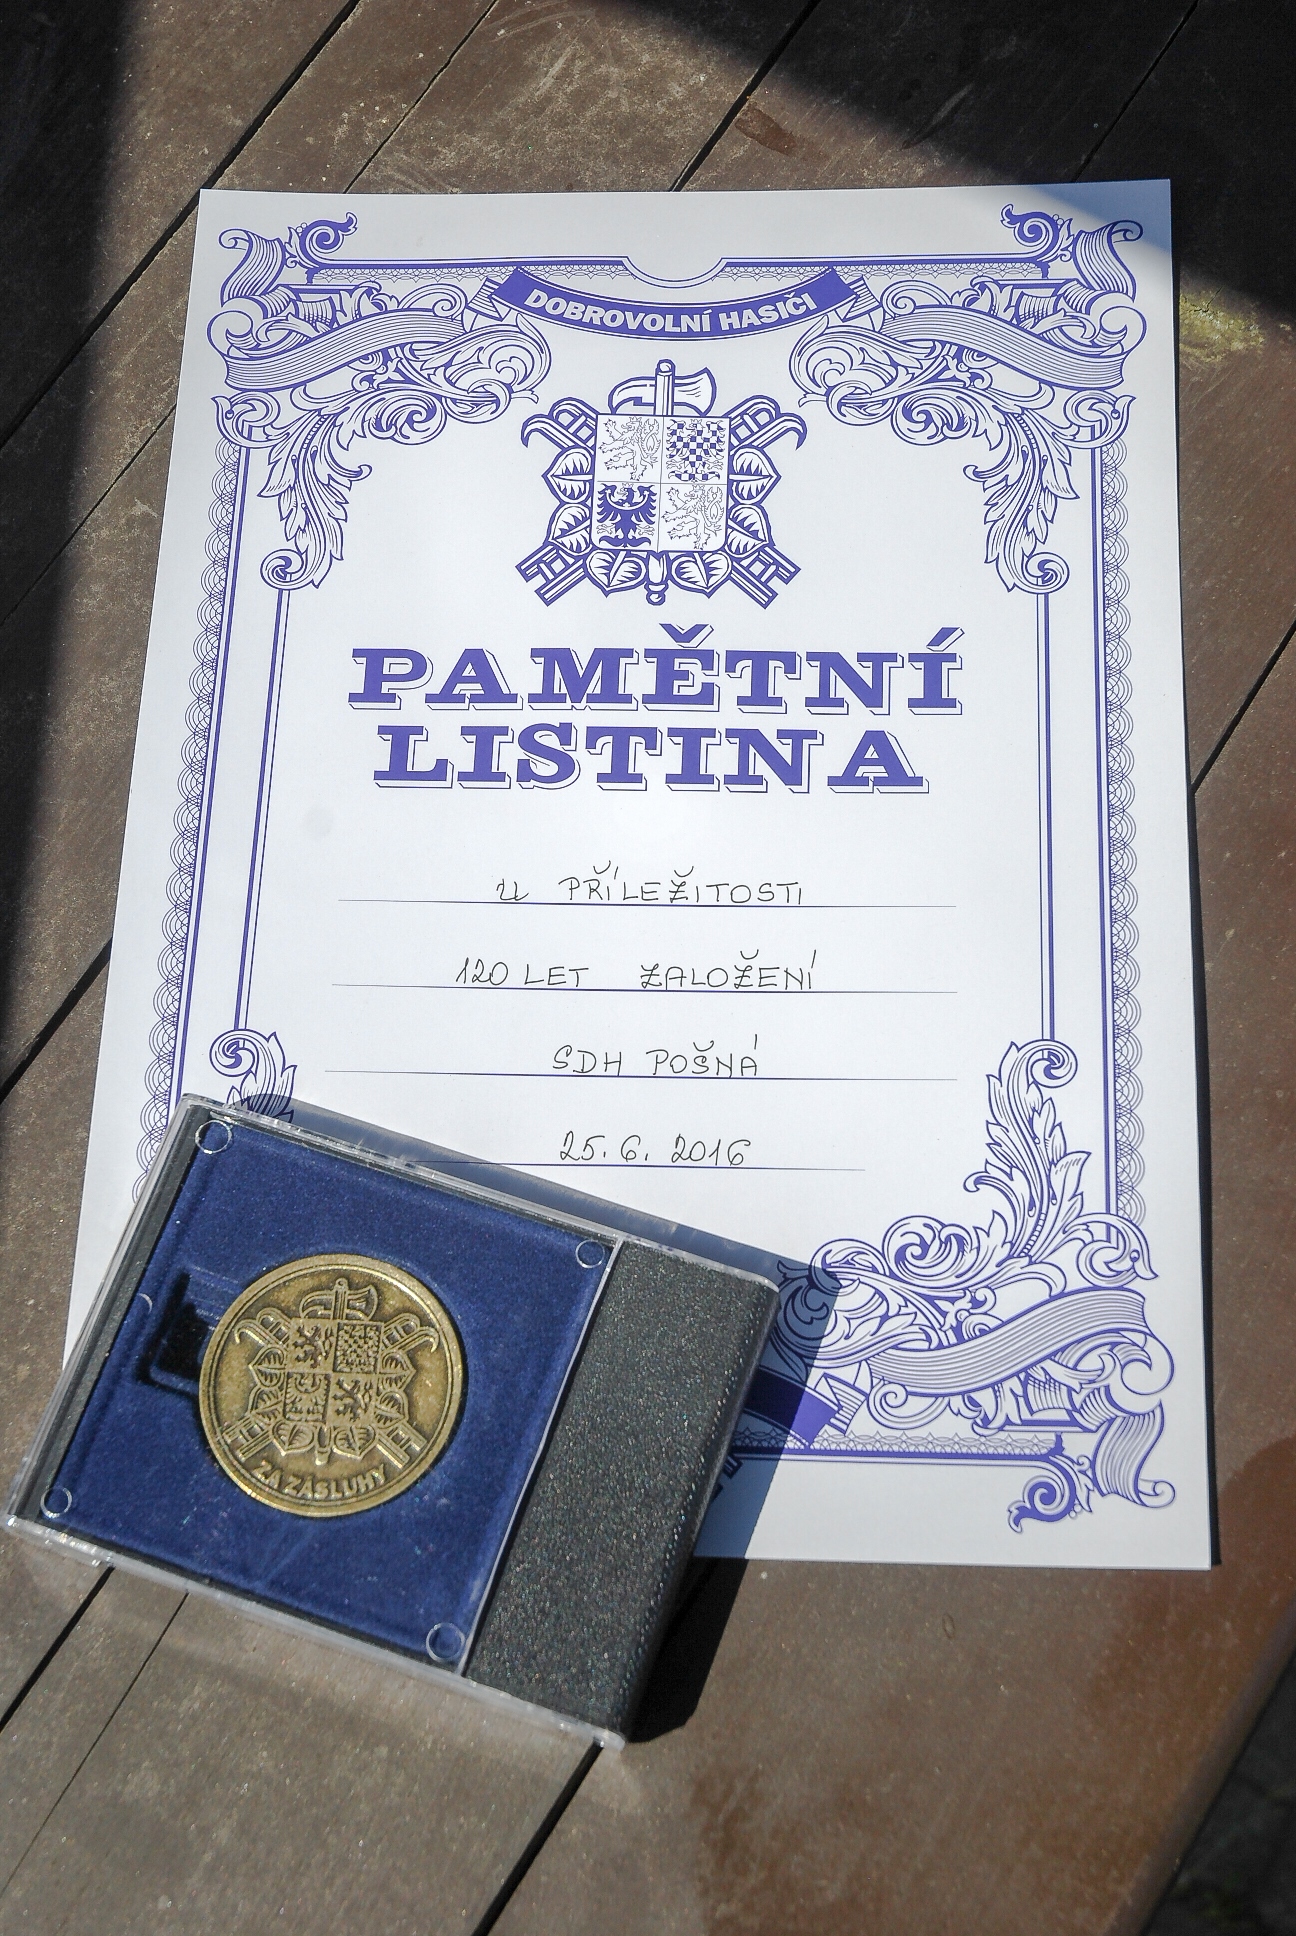 DOBROVOLNÍ HASIČI
PAMĚTNÍ
LISTINA
U PŘÍLEŽITOSTI
120 LET ZALOŽENÍ
SDH POŠNÁ
25. 6. 2016
ZA ZÁSLUHY